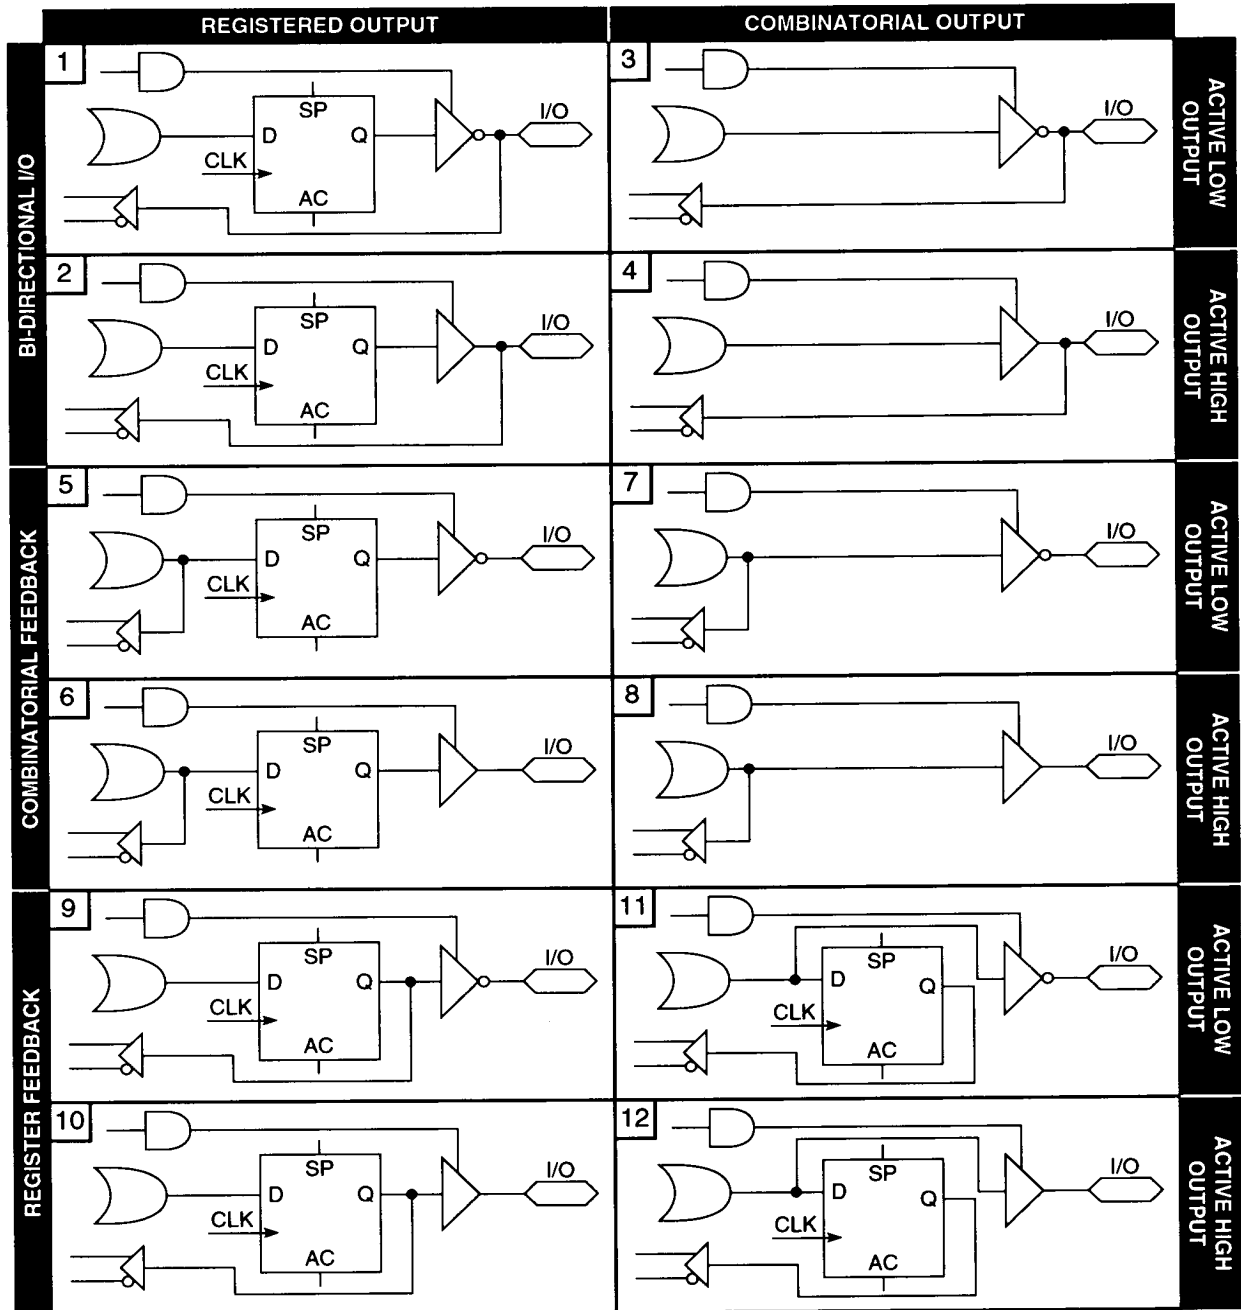 REGISTERED OUTPUT
COMBINATORIAL OUTPUT
BI-DIRECTIONAL I/O
1
SP
D
Q
CLK
AC
I/O
3
I/O
ACTIVE LOW
OUTPUT
2
SP
D
Q
CLK
AC
I/O
4
I/O
ACTIVE HIGH
OUTPUT
COMBINATORIAL FEEDBACK
5
SP
D
Q
CLK
AC
I/O
7
I/O
ACTIVE LOW
OUTPUT
6
SP
D
Q
CLK
AC
I/O
8
I/O
ACTIVE HIGH
OUTPUT
REGISTER FEEDBACK
9
SP
D
Q
CLK
AC
I/O
11
SP
D
Q
CLK
AC
I/O
ACTIVE LOW
OUTPUT
10
SP
D
Q
CLK
AC
I/O
12
SP
D
Q
CLK
AC
I/O
ACTIVE HIGH
OUTPUT